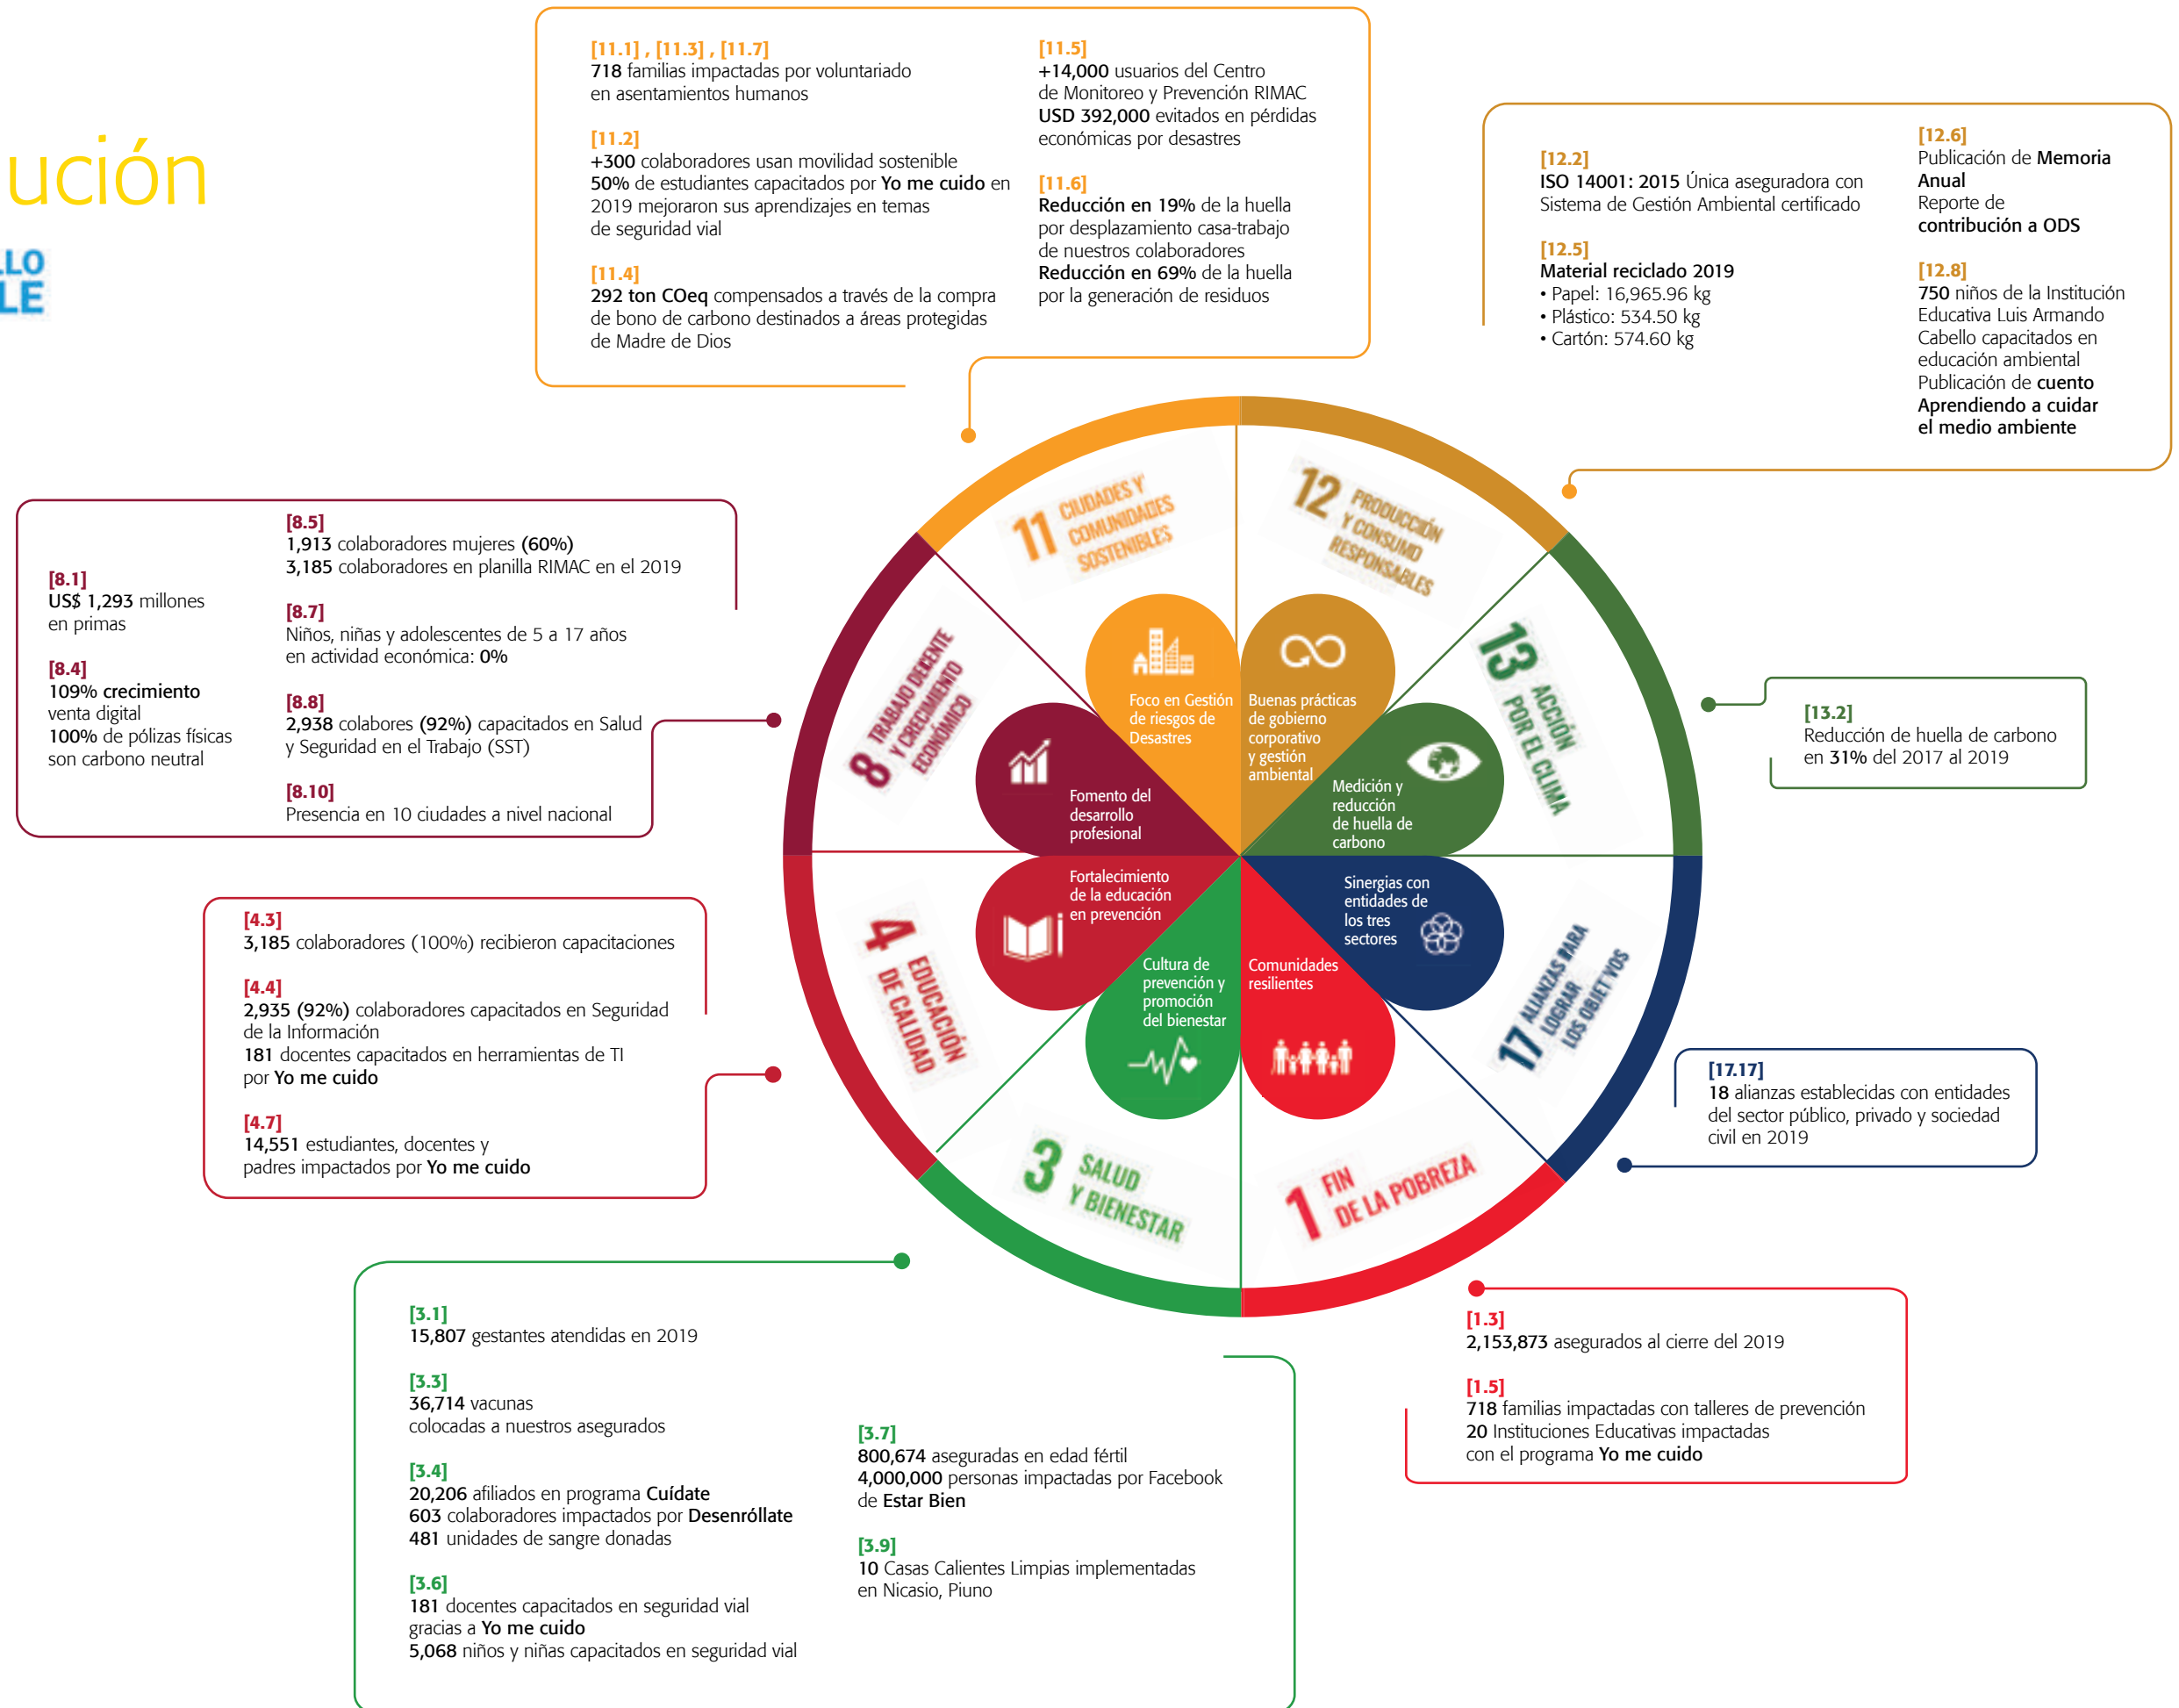 ución
LLO
LE
[11.1] , [11.3] , [11.7]
718 familias impactadas por voluntariado
en asentamientos humanos
[11.2]
+300 colaboradores usan movilidad sostenible
50% de estudiantes capacitados por Yo me cuido en
2019 mejoraron sus aprendizajes en temas
de seguridad vial
[11.4]
292 ton COeq compensados a través de la compra
de bono de carbono destinados a áreas protegidas
de Madre de Dios
[11.5]
+14,000 usuarios del Centro
de Monitoreo y Prevención RIMAC
USD 392,000 evitados en pérdidas
económicas por desastres
[11.6]
Reducción en 19% de la huella
por desplazamiento casa-trabajo
de nuestros colaboradores
Reducción en 69% de la huella
por la generación de residuos
[12.2]
ISO 14001: 2015 Única aseguradora con
Sistema de Gestión Ambiental certificado
[12.5]
Material reciclado 2019
• Papel: 16,965.96 kg
• Plástico: 534.50 kg
• Cartón: 574.60 kg
[12.6]
Publicación de Memoria
Anual
Reporte de
contribución a ODS
[12.8]
750 niños de la Institución
Educativa Luis Armando
Cabello capacitados en
educación ambiental
Publicación de cuento
Aprendiendo a cuidar
el medio ambiente
[8.1]
US$ 1,293 millones
en primas
[8.4]
109% crecimiento
venta digital
100% de pólizas físicas
son carbono neutral
[8.5]
1,913 colaboradores mujeres (60%)
3,185 colaboradores en planilla RIMAC en el 2019
[8.7]
Niños, niñas y adolescentes de 5 a 17 años
en actividad económica: 0%
[8.8]
2,938 colabores (92%) capacitados en Salud
y Seguridad en el Trabajo (SST)
[8.10]
Presencia en 10 ciudades a nivel nacional
11 CIUDADES Y
COMUNIDADES
SOSTENIBLES
12 PRODUCCIÓN
Y CONSUMO
RESPONSABLES
8 TRABAJO DECENTE
Y CRECIMIENTO
ECONÓMICO
13 ACCIÓN
POR EL CLIMA
Foco en Gestión
de riesgos de
Desastres
Buenas prácticas
de gobierno
corporativo
y gestión
ambiental
Fomento del
desarrollo
profesional
Medición y
reducción
de huella de
carbono
[13.2]
Reducción de huella de carbono
en 31% del 2017 al 2019
Fortalecimiento
de la educación
en prevención
Sinergias con
entidades de
los tres
sectores
Cultura de
prevención y
promoción
del bienestar
Comunidades
resilientes
4 EDUCACIÓN
DE CALIDAD
17 ALIANZAS PARA
LOGRAR
LOS OBJETIVOS
3 SALUD
Y BIENESTAR
1 FIN
DE LA POBREZA
[4.3]
3,185 colaboradores (100%) recibieron capacitaciones
[4.4]
2,935 (92%) colaboradores capacitados en Seguridad
de la Información
181 docentes capacitados en herramientas de TI
por Yo me cuido
[4.7]
14,551 estudiantes, docentes y
padres impactados por Yo me cuido
[17.17]
18 alianzas establecidas con entidades
del sector público, privado y sociedad
civil en 2019
[3.1]
15,807 gestantes atendidas en 2019
[3.3]
36,714 vacunas
colocadas a nuestros asegurados
[3.4]
20,206 afiliados en programa Cuídate
603 colaboradores impactados por Desenróllate
481 unidades de sangre donadas
[3.6]
181 docentes capacitados en seguridad vial
gracias a Yo me cuido
5,068 niños y niñas capacitados en seguridad vial
[3.7]
800,674 aseguradas en edad fértil
4,000,000 personas impactadas por Facebook
de Estar Bien
[3.9]
10 Casas Calientes Limpias implementadas
en Nicasio, Piuno
[1.3]
2,153,873 asegurados al cierre del 2019
[1.5]
718 familias impactadas con talleres de prevención
20 Instituciones Educativas impactadas
con el programa Yo me cuido